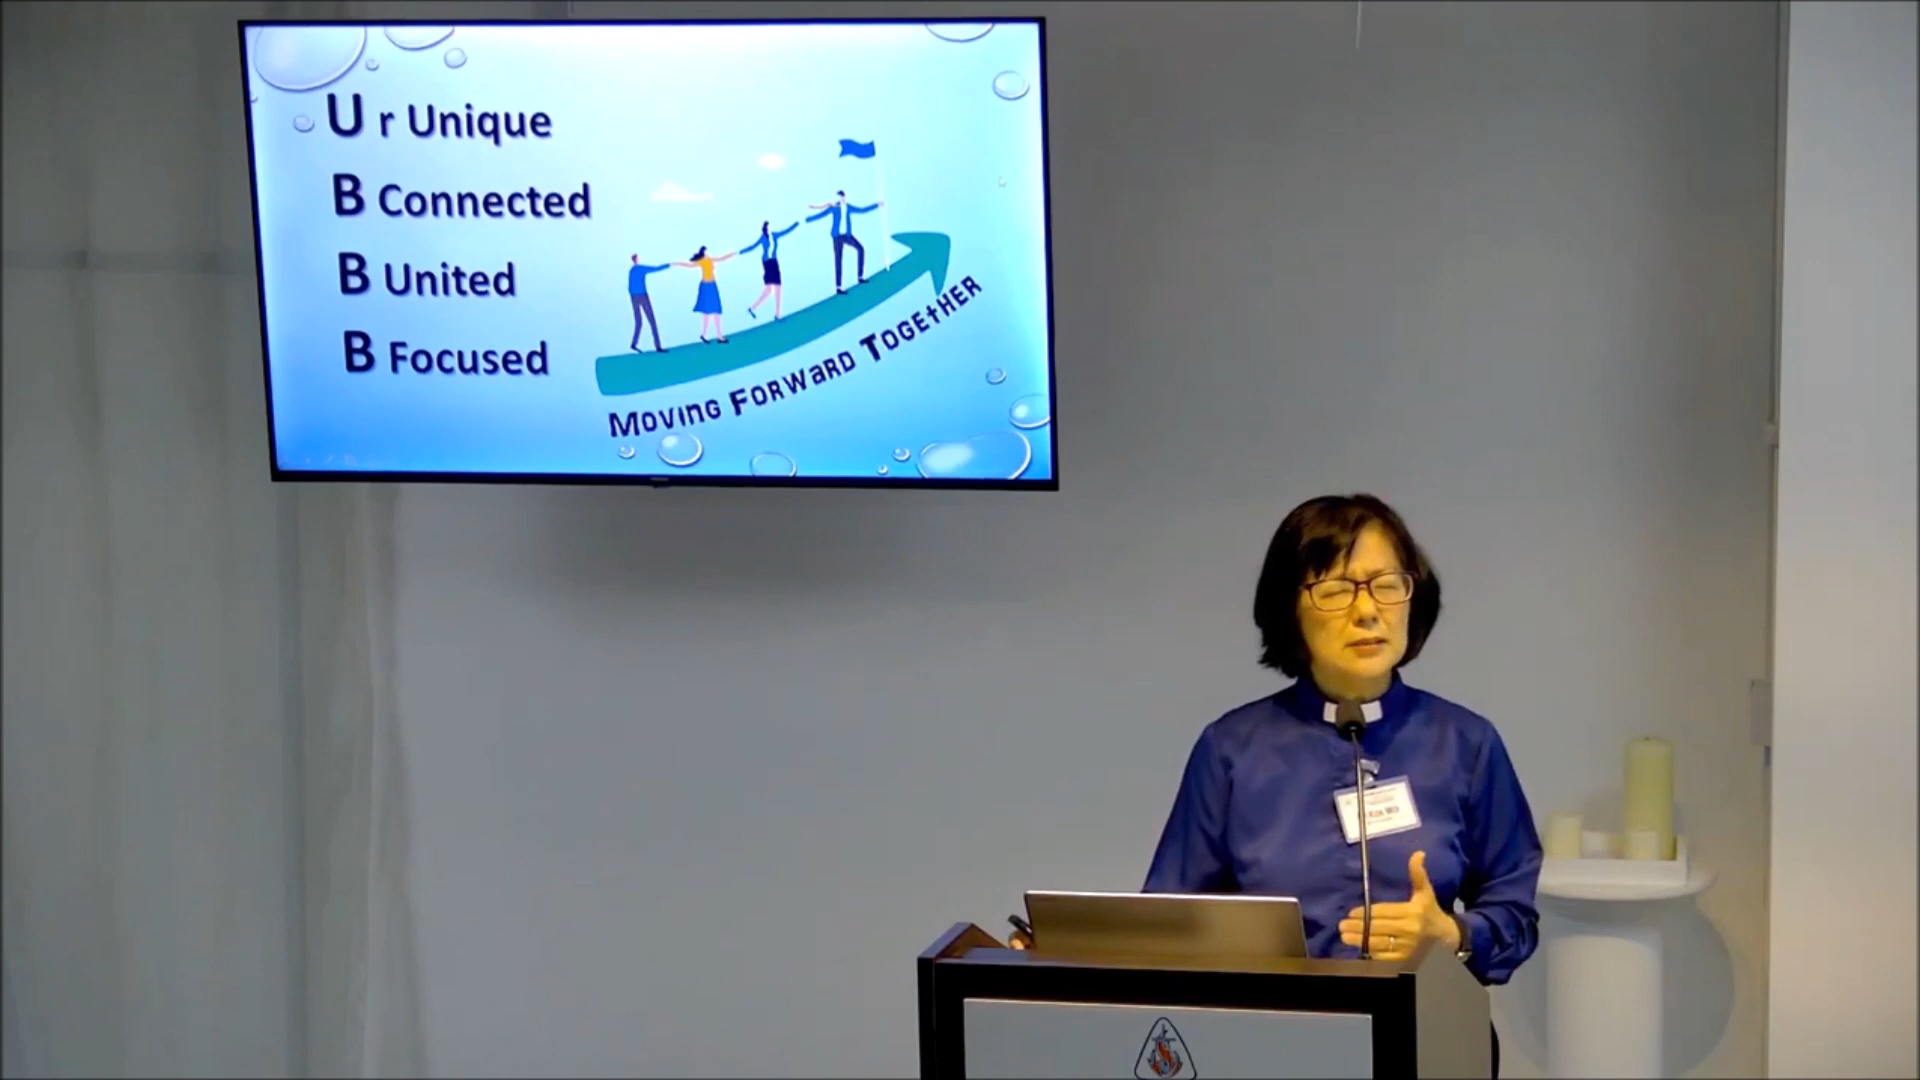 U r Unique
B Connected
B United
B Focused
Moving Forward Together